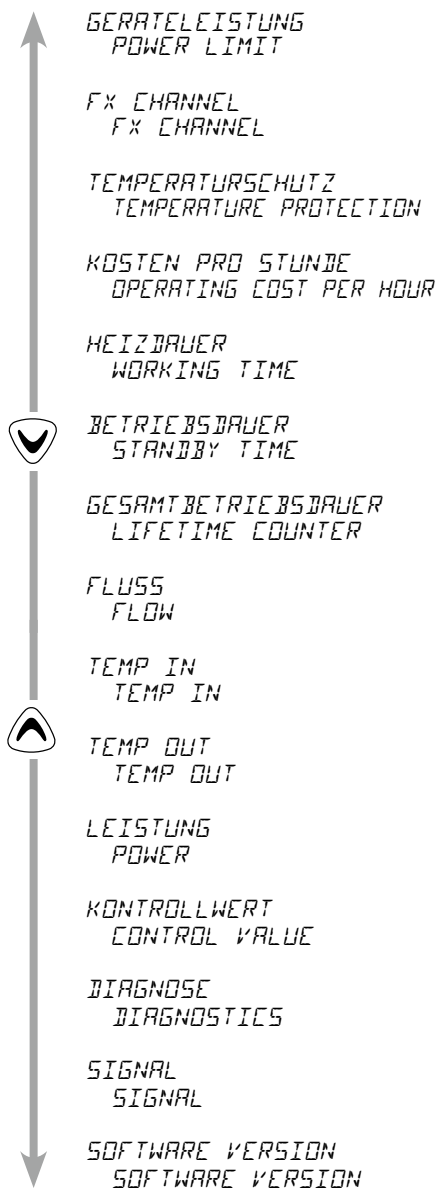 GERATELEISTUNG
POWER LIMIT
FX CHANNEL
FX CHANNEL
TEMPERATURSCHUTZ
TEMPERATURE PROTECTION
KOSTEN PRO STUNDE
OPERATING COST PER HOUR
HEIZDAUER
WORKING TIME
BETRIEBSDAUER
STANDBY TIME
GESAMTBETRIEBSDAUER
LIFETIME COUNTER
FLUSS
FLOW
TEMP IN
TEMP IN
TEMP OUT
TEMP OUT
LEISTUNG
POWER
KONTROLLWERT
CONTROL VALUE
DIAGNOSE
DIAGNOSTICS
SIGNAL
SIGNAL
SOFTWARE VERSION
SOFTWARE VERSION